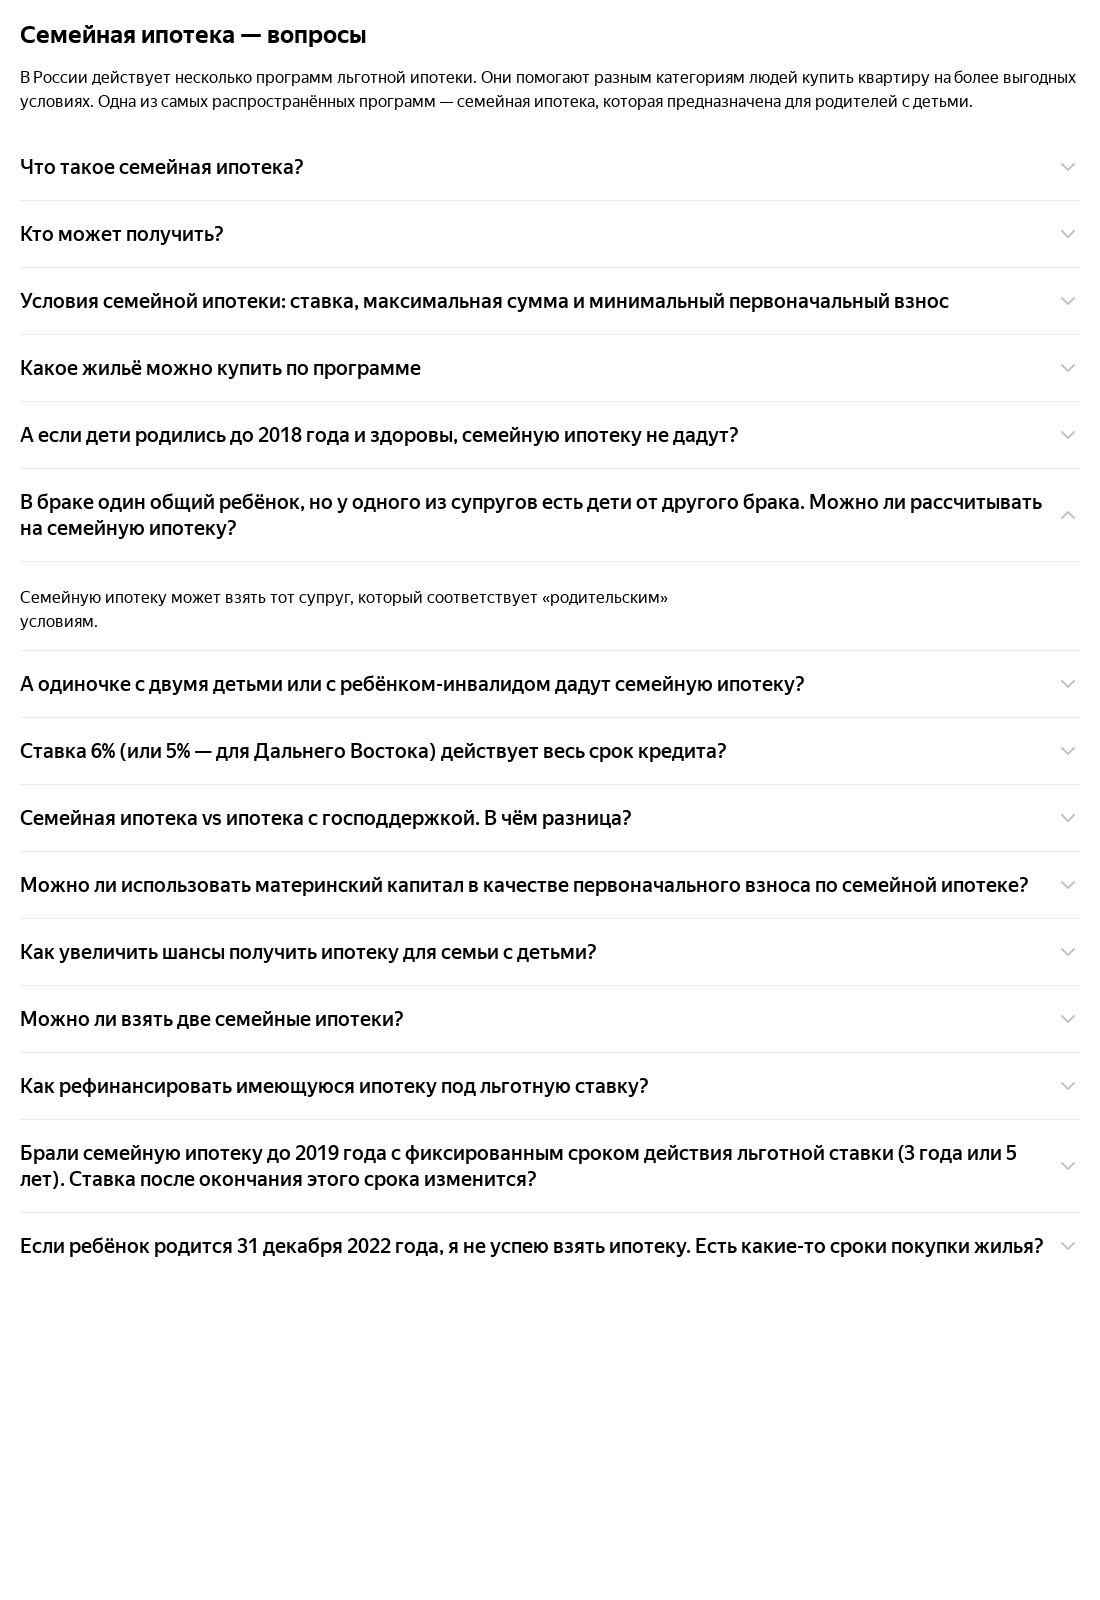 Семейная ипотека — вопросы
В России действует несколько программ льготной ипотеки. Они помогают разным категориям людей купить квартиру на более выгодных
условиях. Одна из самых распространённых программ — семейная ипотека, которая предназначена для родителей с детьми.
Что такое семейная ипотека?
Кто может получить?
Условия семейной ипотеки: ставка, максимальная сумма и минимальный первоначальный взнос
Какое жильё можно купить по программе
А если дети родились до 2018 года и здоровы, семейную ипотеку не дадут?
В браке один общий ребёнок, но у одного из супругов есть дети от другого брака. Можно ли рассчитывать
на семейную ипотеку?
Семейную ипотеку может взять тот супруг, который соответствует «родительским»
условиям.
А одиночке с двумя детьми или с ребёнком-инвалидом дадут семейную ипотеку?
Ставка 6% (или 5% — для Дальнего Востока) действует весь срок кредита?
Семейная ипотека vs ипотека с господдержкой. В чём разница?
Можно ли использовать материнский капитал в качестве первоначального взноса по семейной ипотеке?
Как увеличить шансы получить ипотеку для семьи с детьми?
Можно ли взять две семейные ипотеки?
Как рефинансировать имеющуюся ипотеку под льготную ставку?
Брали семейную ипотеку до 2019 года с фиксированным сроком действия льготной ставки (3 года или 5
лет). Ставка после окончания этого срока изменится?
Если ребёнок родится 31 декабря 2022 года, я не успею взять ипотеку. Есть какие-то сроки покупки жилья?